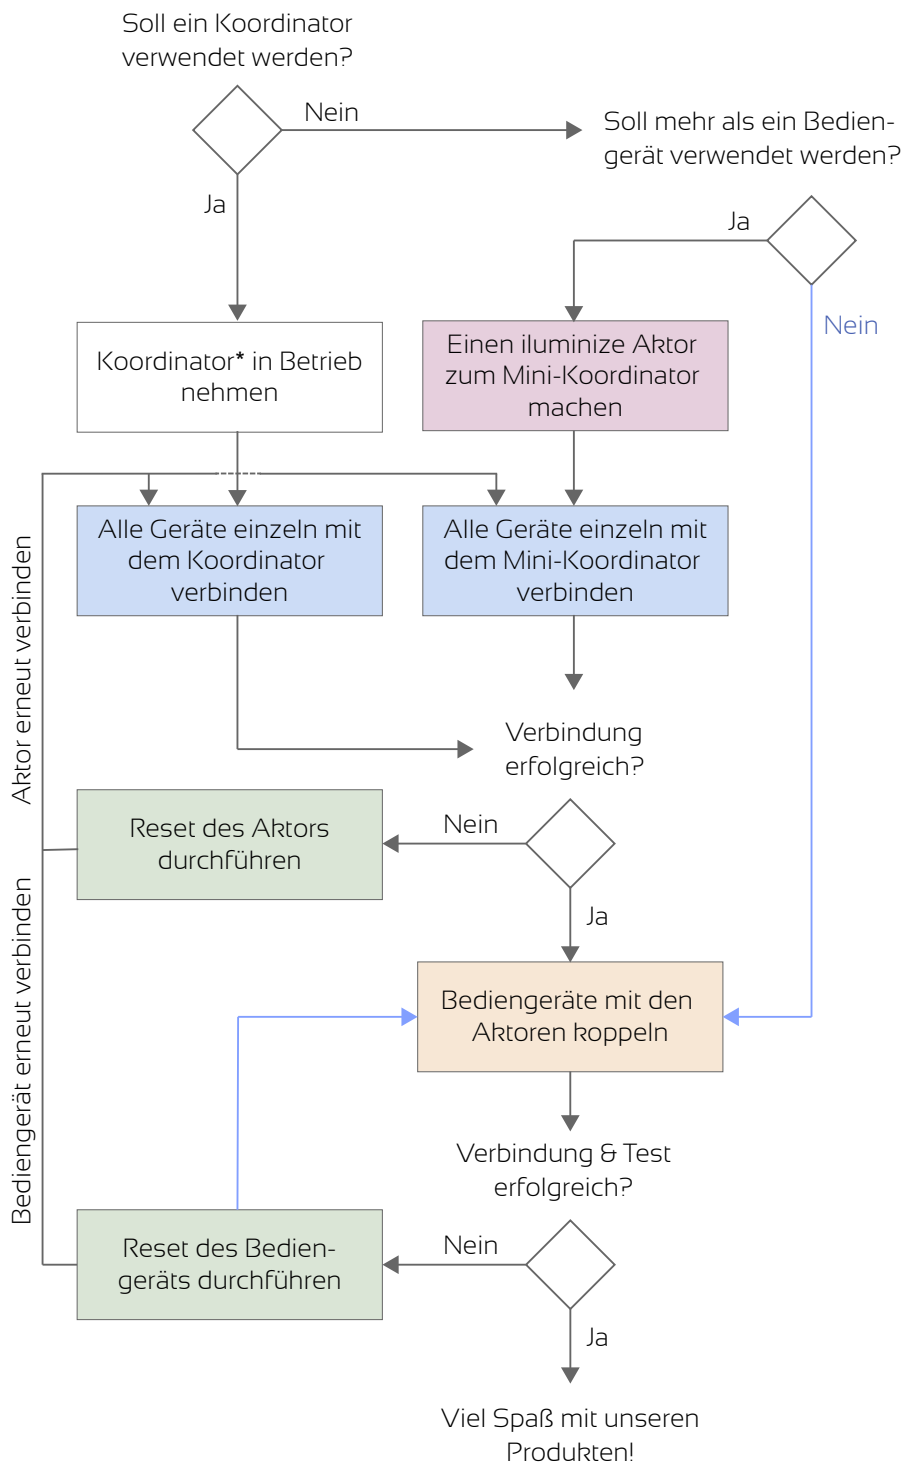 Soll ein Koordinator
verwendet werden?
Nein
Soll mehr als ein Bedien-
gerät verwendet werden?
Ja
Ja
Nein
Koordinator* in Betrieb
nehmen
Einen iluminize Aktor
zum Mini-Koordinator
machen
Alle Geräte einzeln mit
dem Koordinator
verbinden
Alle Geräte einzeln mit
dem Mini-Koordinator
verbinden
Aktor erneut verbinden
Verbindung
erfolgreich?
Reset des Aktors
durchführen
Nein
Ja
Bediengerät erneut verbinden
Bediengeräte mit den
Aktoren koppeln
Verbindung & Test
erfolgreich?
Reset des Bedien-
geräts durchführen
Nein
Ja
Viel Spaß mit unseren
Produkten!